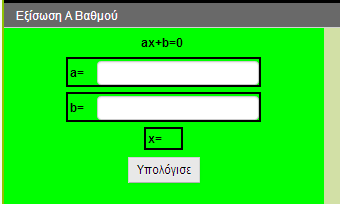 Εξίσωση Α Βαθμού
ax+b=0
a=
b=
x=
Υπολόγισε